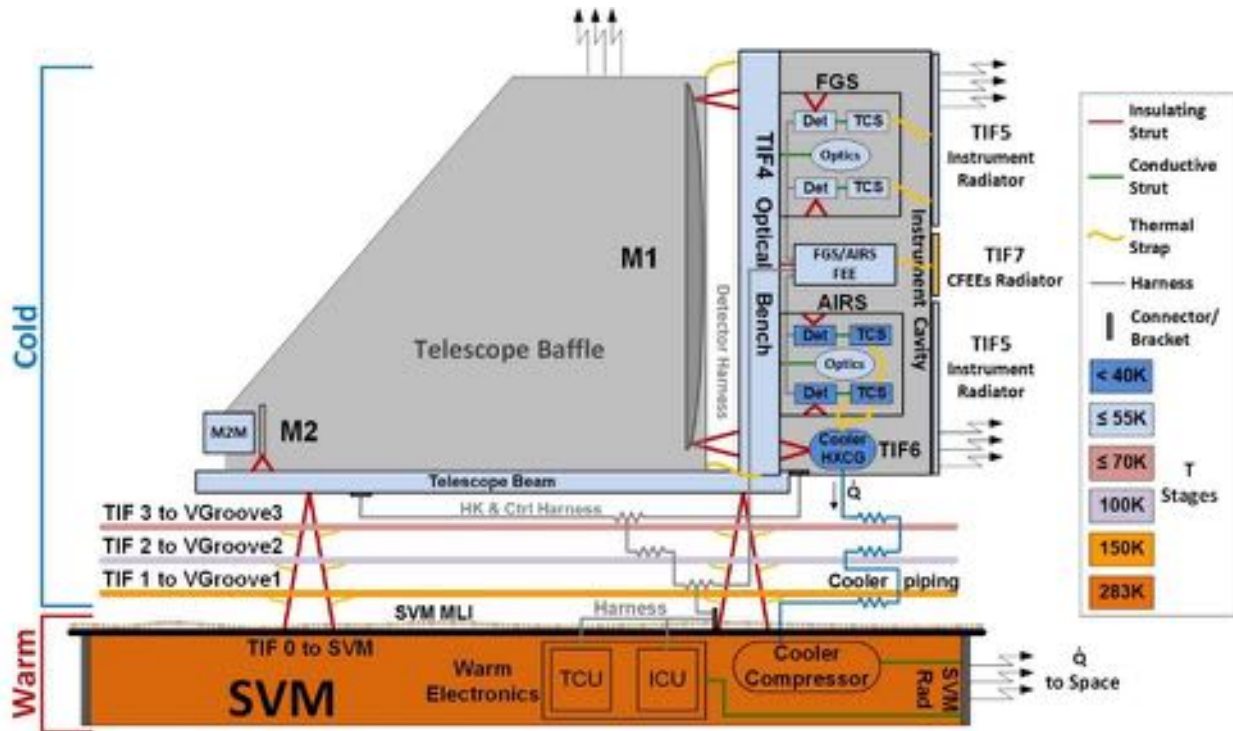 Cold
Warm
M1
Telescope Baffle
M2M
M2
Telescope Beam
HK & Ctrl Harness
Detector Harness
TIF4 Optical Bench
FGS
Det
TCS
Optics
Det
TCS
FGS/AIRS
FEE
AIRS
Det
TCS
Optics
Det
TCS
Cooler
HXCG
TIF6
Q̇
Instrument Cavity
TIF5
Instrument
Radiator
TIF7
CFEEs Radiator
TIF5
Instrument
Radiator
TIF 3 to VGroove3
TIF 2 to VGroove2
TIF 1 to VGroove1
Cooler piping
SVM MLI
Harness
TIF 0 to SVM
SVM
Warm
Electronics
TCU
ICU
Cooler
Compressor
SVM
Rad
Q̇
to Space
Insulating
Strut
Conductive
Strut
Thermal
Strap
Harness
Connector/
Bracket
< 40K
≤ 55K
≤ 70K
100K
150K
283K
T
Stages